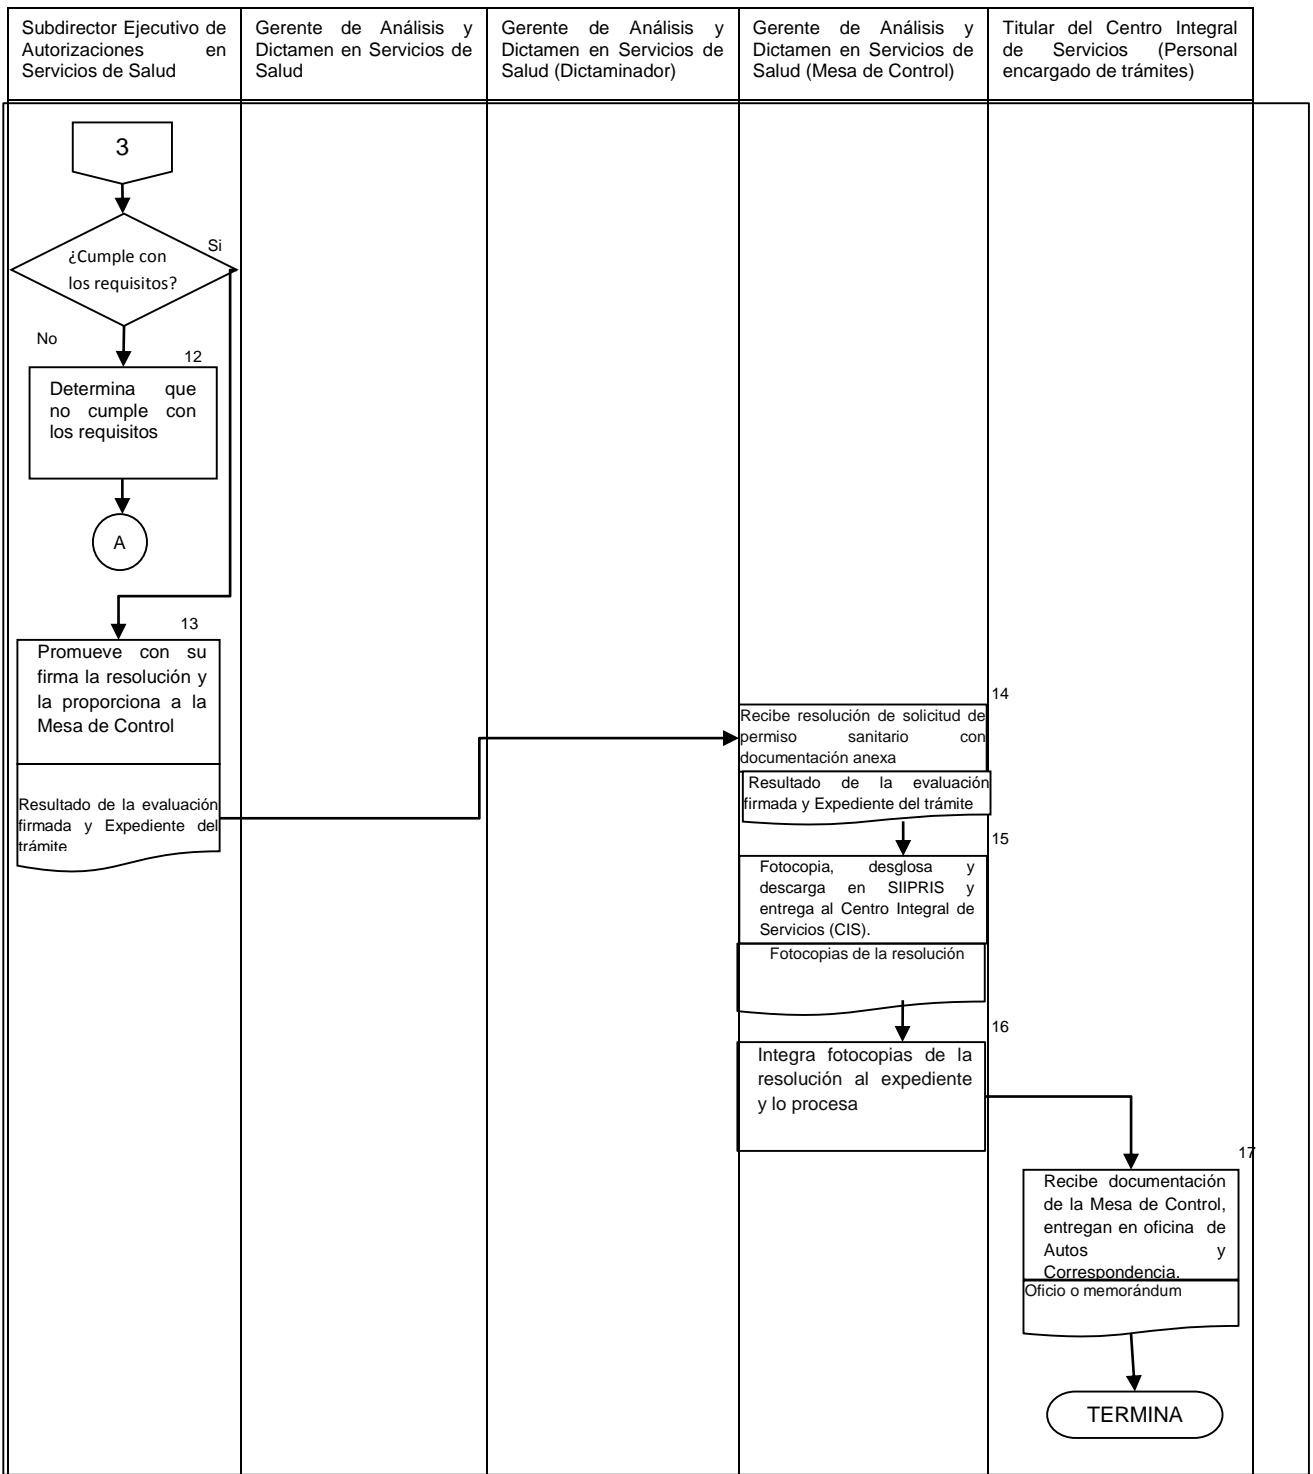 Subdirector Ejecutivo de
Autorizaciones en
Servicios de Salud
Gerente de Análisis y
Dictamen en Servicios de
Salud
Gerente de Análisis y
Dictamen en Servicios de
Salud (Dictaminador)
Gerente de Análisis y
Dictamen en Servicios de
Salud (Mesa de Control)
Titular del Centro Integral
de Servicios (Personal
encargado de trámites)
3
¿Cumple con
los requisitos?
Si
No
12
Determina que
no cumple con
los requisitos
A
13
Promueve con su
firma la resolución y
la proporciona a la
Mesa de Control
Resultado de la evaluación
firmada y Expediente del
trámite
14
Recibe resolución de solicitud de
permiso sanitario con
documentación anexa
Resultado de la evaluación
firmada y Expediente del trámite
15
Fotocopia, desglosa y
descarga en SIIPRIS y
entrega al Centro Integral de
Servicios (CIS).
Fotocopias de la resolución
16
Integra fotocopias de la
resolución al expediente
y lo procesa
17
Recibe documentación
de la Mesa de Control,
entregan en oficina de
Autos y
Correspondencia.
Oficio o memorándum
TERMINA